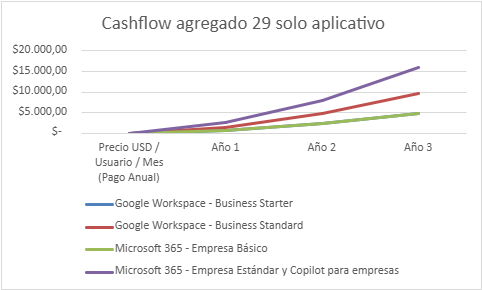 Cashflow agregado 29 solo aplicativo
$20.000,00
$15.000,00
$10.000,00
$5.000,00
$-
Precio USD /
Usuario / Mes
(Pago Anual)
Año 1
Año 2
Año 3
Google Workspace - Business Starter
Google Workspace - Business Standard
Microsoft 365 - Empresa Básico
Microsoft 365 - Empresa Estándar y Copilot para empresas